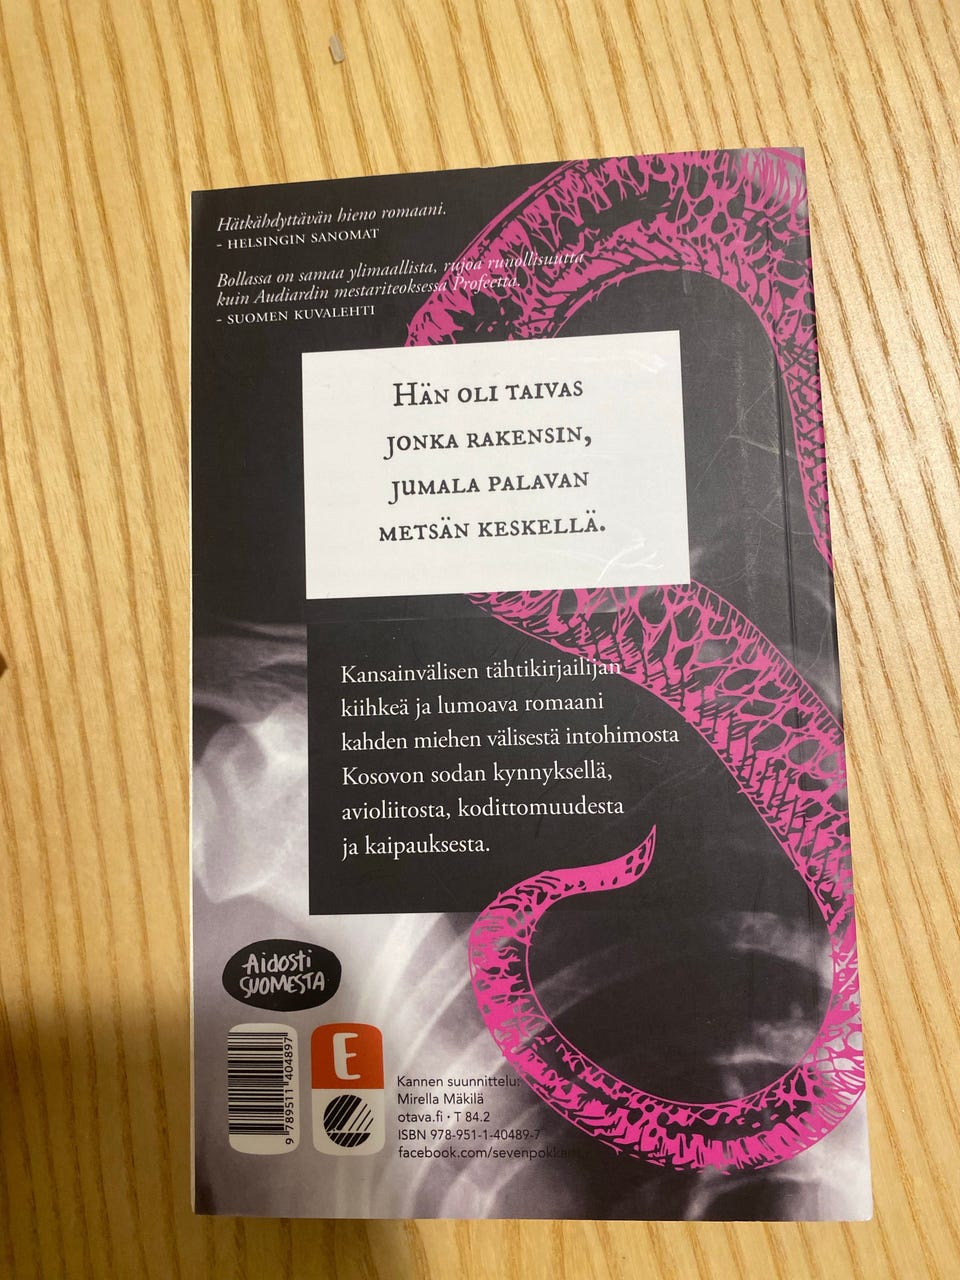 Hätkähdyttävän hieno romaani.
- HELSINGIN SANOMAT
Bollassa on samaa ylimaallista, rujoa runollisuutta
kuin Audiardin mestariteoksessa Profeetta.
- SUOMEN KUVALEHTI
HÄN OLI TAIVAS
JONKA RAKENSIN,
JUMALA PALAVAN
METSÄN KESKELLÄ.
Kansainvälisen tähtikirjailijan
kiihkeä ja lumoava romaani
kahden miehen välisestä intohimosta
Kosovon sodan kynnyksellä,
avioliitosta, kodittomuudesta
ja kaipauksesta.
Aidosti
SUOMESTA
9 789511 404897
E
Kannen suunnittelu:
Mirella Mäkilä
otava.fi • T 84.2
ISBN 978-951-1-40489-7